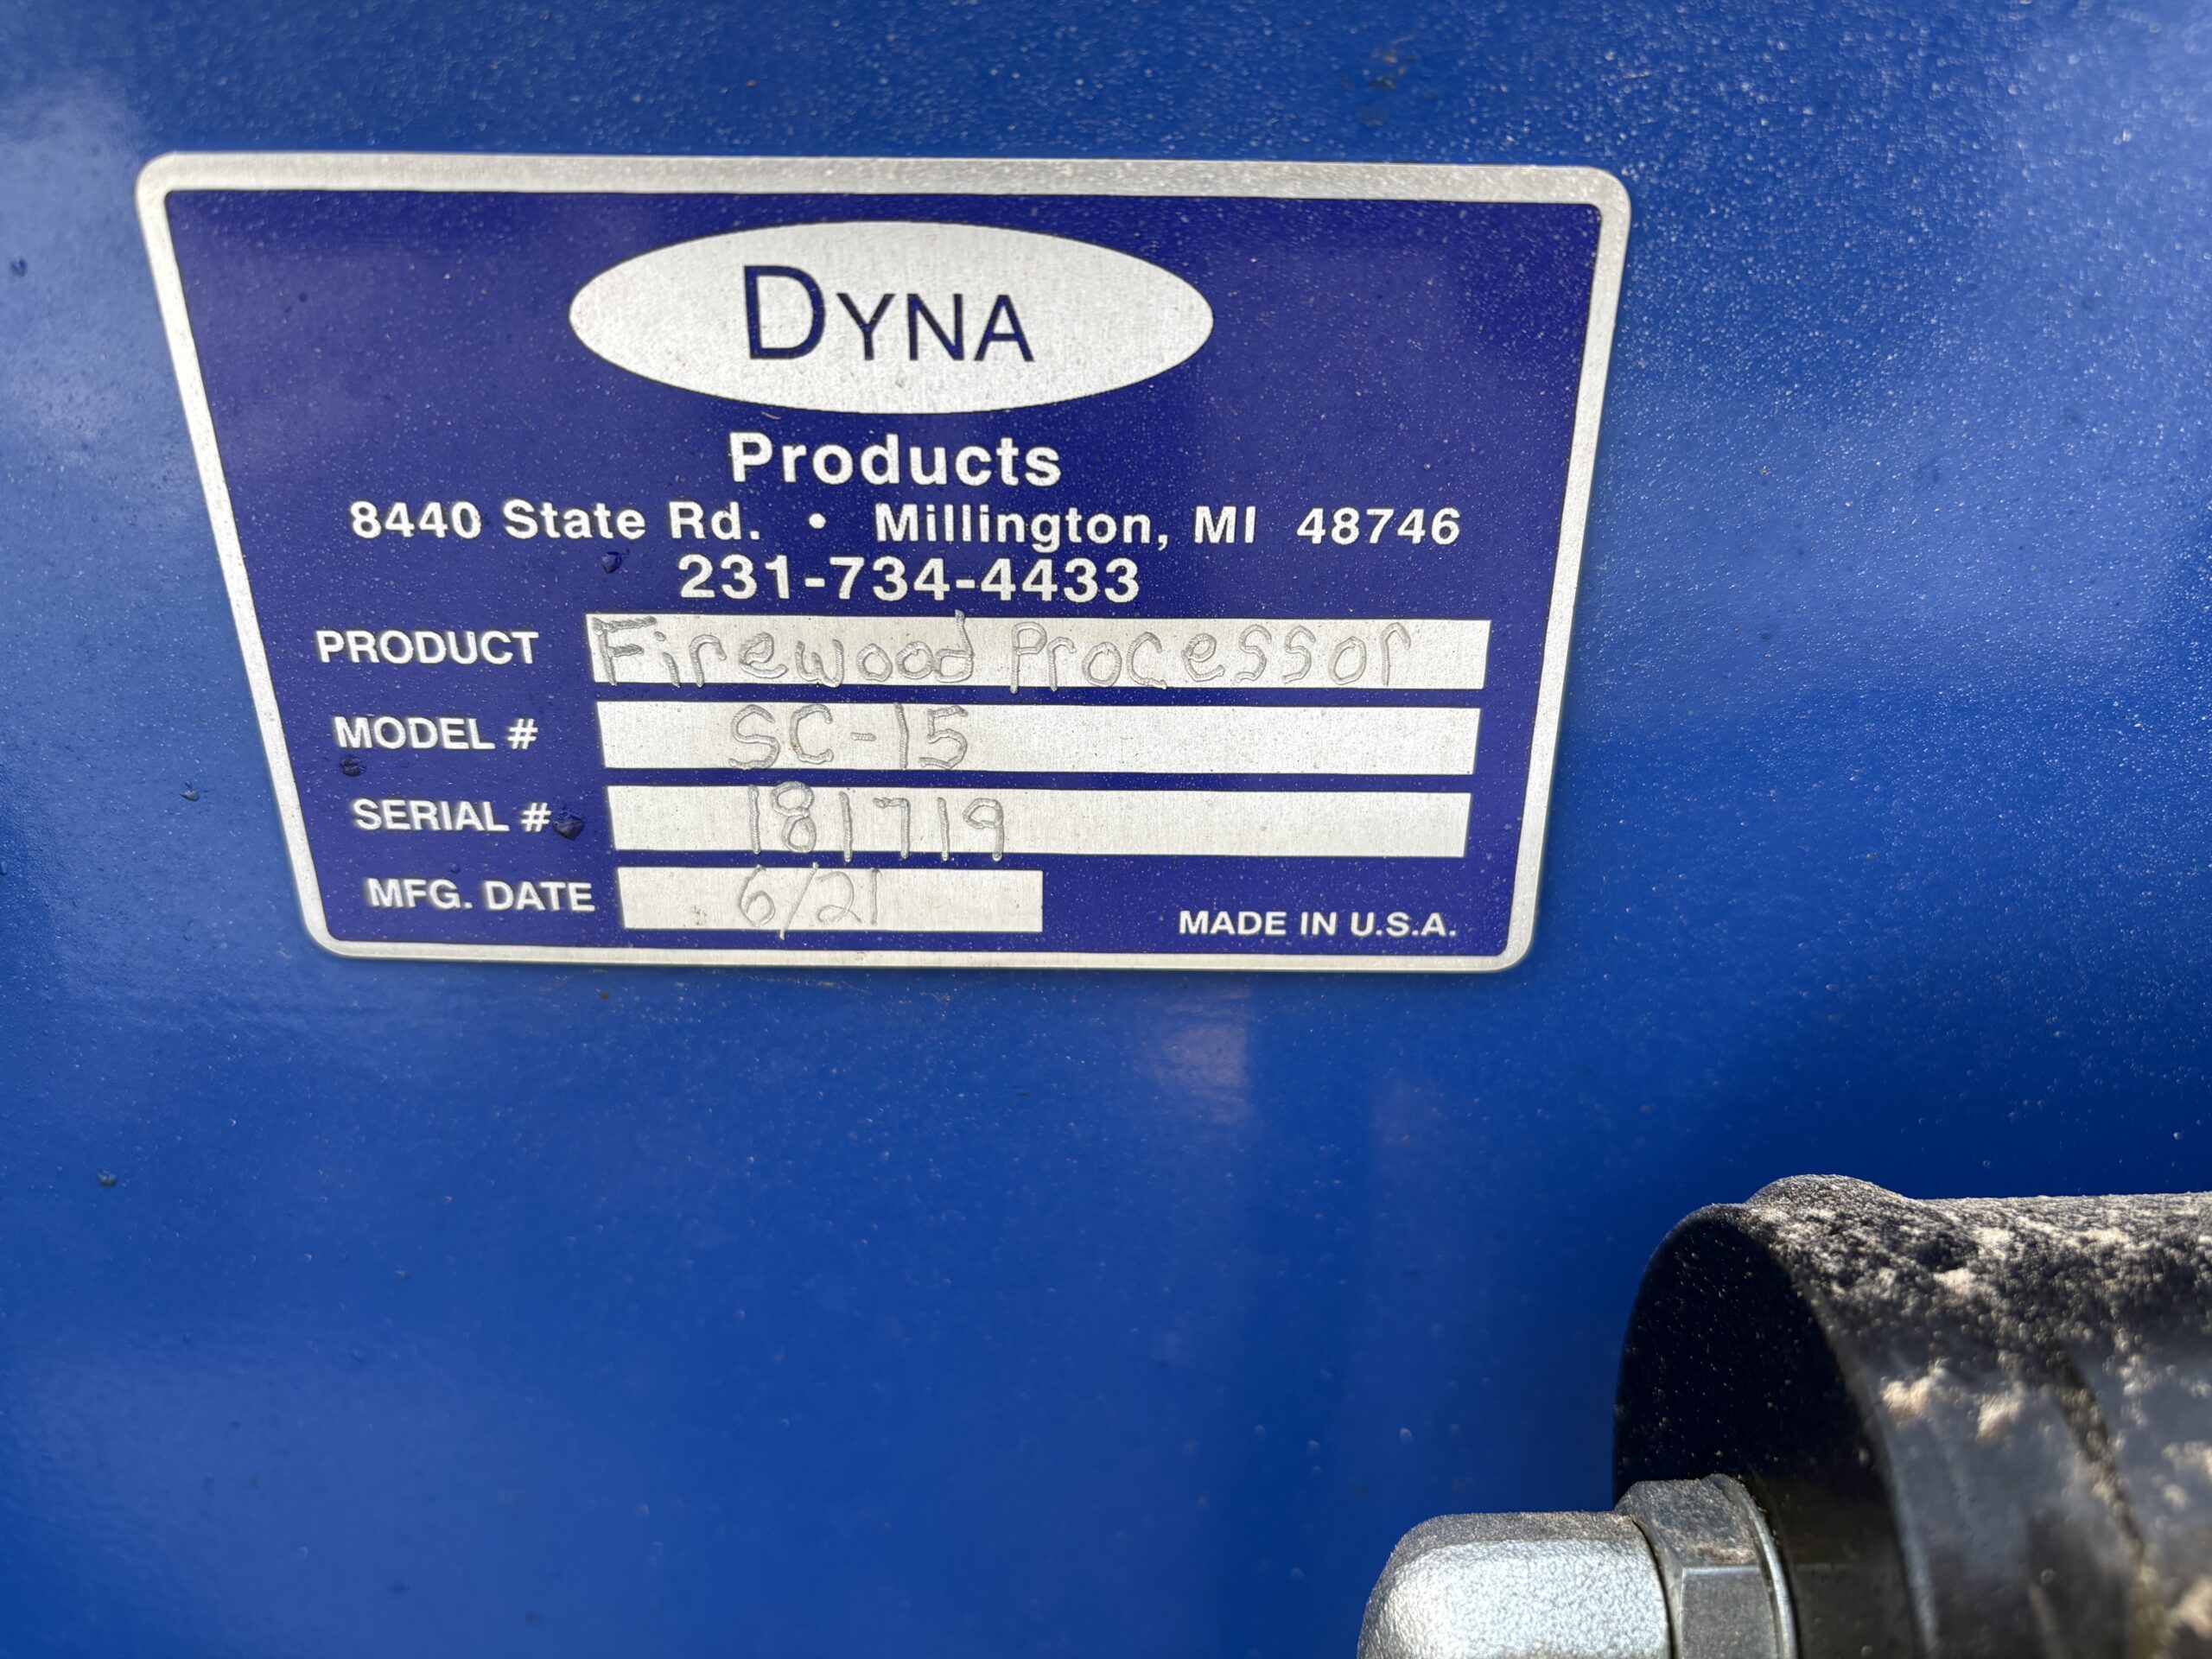 DYNA
Products
8440 State Rd. • Millington, MI 48746
231-734-4433
PRODUCT Firewood Processor
MODEL # SC-15
SERIAL # 181719
MFG. DATE 6/21
MADE IN U.S.A.